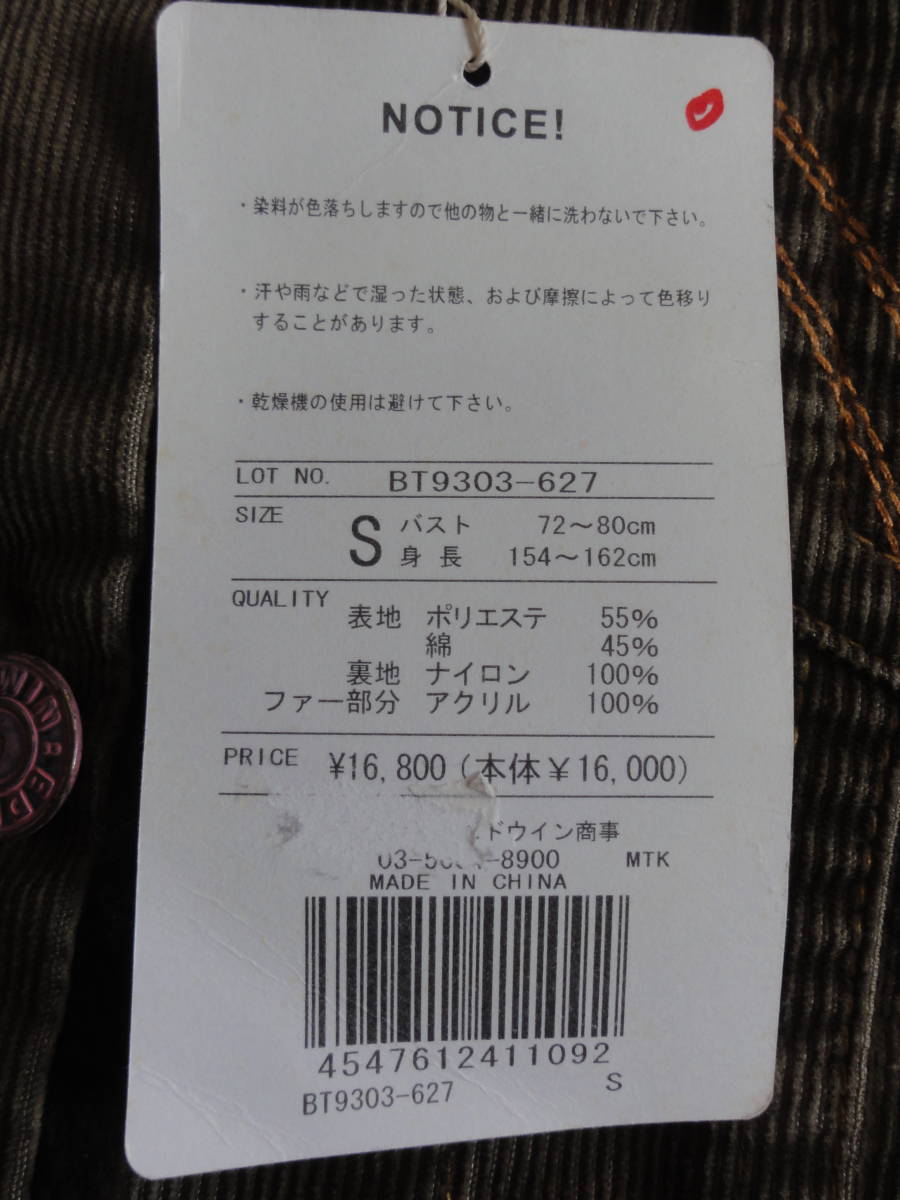 NOTICE!
・染料が色落ちしますので他の物と一緒に洗わないで下さい。
・汗や雨などで湿った状態、および摩擦によって色移り
することがあります。
・乾燥機の使用は避けて下さい。
LOT NO. BT9303-627
SIZE S バスト 72～80cm
身長 154～162cm
QUALITY 表地 ポリエステ 55%
綿 45%
裏地 ナイロン 100%
ファー部分 アクリル 100%
PRICE ¥16,800(本体¥16,000)
ドウイン商事
8900 MTK
MADE IN CHINA
4547612411092
BT9303-627 S
WIN
ED